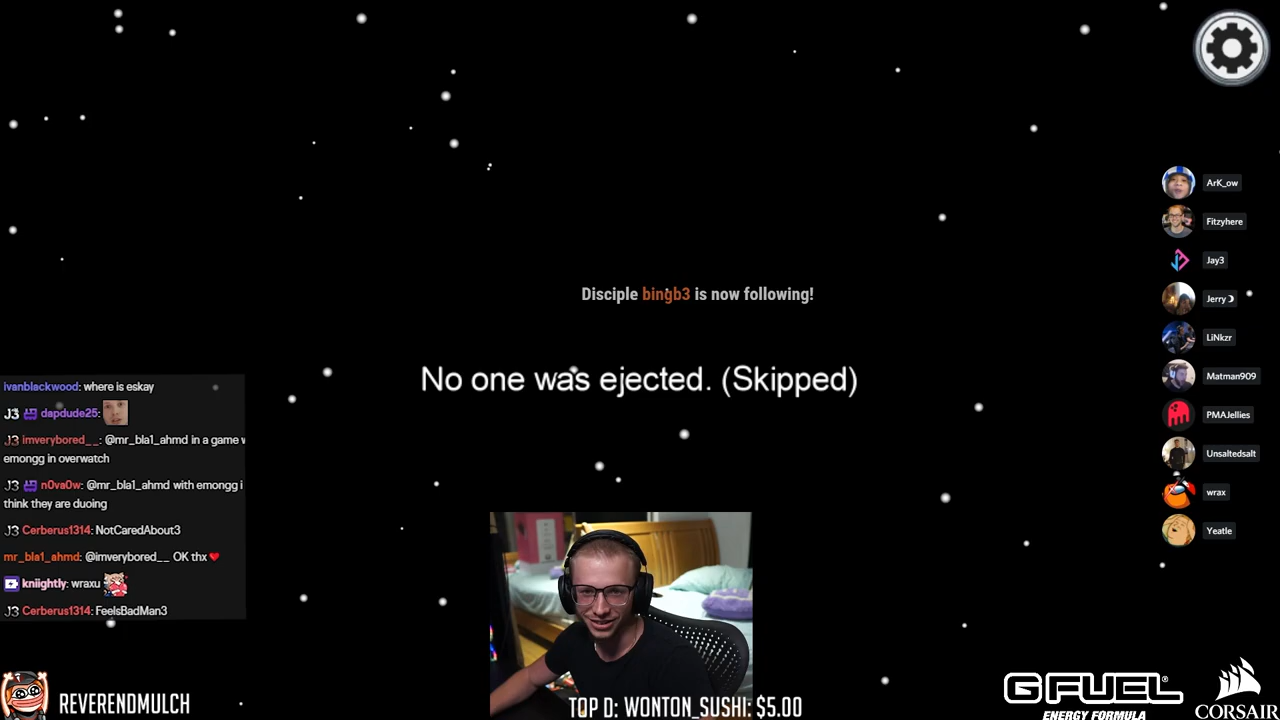 Disciple bingb3 is now following!
No one was ejected. (Skipped)
ArK_ow
Fitzyhere
Jay3
Jerry
LiNkzr
Matman909
PMAJellies
Unsaltedsalt
wrax
Yeatle
ivanblackwood: where is eskay
J3 dapdude25:
J3 imverybored__: @mr_bla1_ahmd in a game w
emongg in overwatch
J3 n0va0w: @mr_bla1_ahmd with emongg i
think they are duoing
J3 Cerberus1314: NotCaredAbout3
mr_bla1_ahmd: @imverybored__ OK thx
kniightly: wraxu
J3 Cerberus1314: FeelsBadMan3
REVERENDMULCH
TOP D: WONTON_SUSHI: $5.00
G FUEL
ENERGY FORMULA
CORSAIR